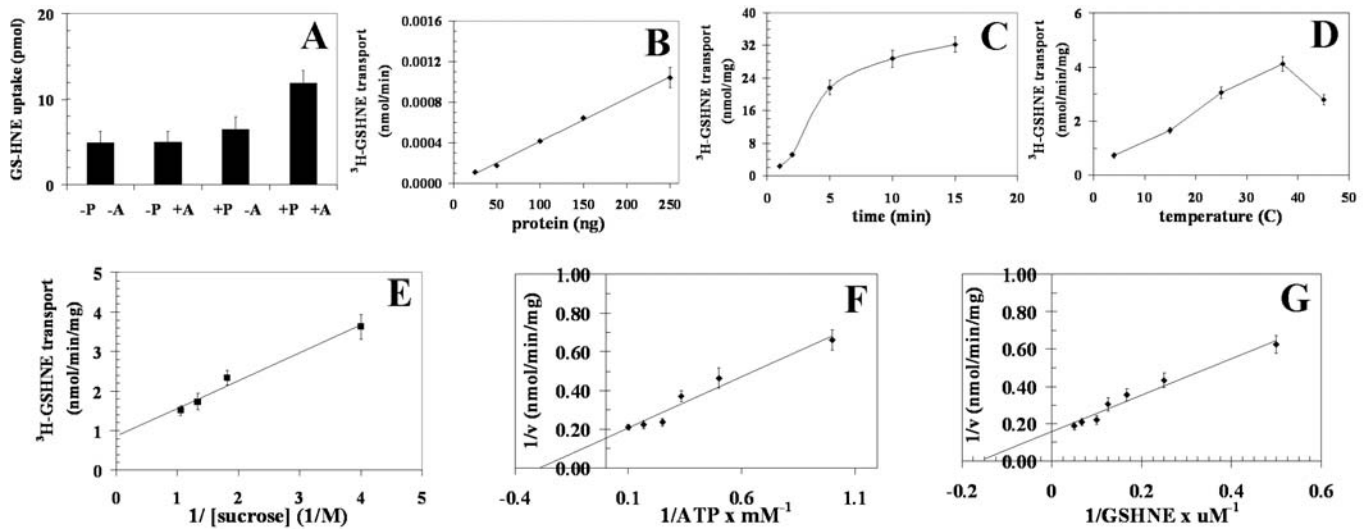 A
GS-HNE uptake (pmol)
20
10
0
-P -A -P +A +P -A +P +A
B
³H-GSHNE transport
(nmol/min)
0.0016
0.0012
0.0008
0.0004
0.0000
0 50 100 150 200 250
protein (ng)
C
³H-GSHNE transport
(nmol/mg)
40
32
24
16
8
0
0 5 10 15 20
time (min)
D
³H-GSHNE transport
(nmol/min/mg)
6
4
2
0
0 10 20 30 40 50
temperature (C)
E
³H-GSHNE transport
(nmol/min/mg)
5
4
3
2
1
0
0 1 2 3 4 5
1/ [sucrose] (1/M)
F
1/v (nmol/min/mg)
1.00
0.80
0.60
0.40
0.20
0.00
-0.4 0.1 0.6 1.1
1/ATP x mM⁻¹
G
1/v (nmol/min/mg)
1.00
0.80
0.60
0.40
0.20
0.00
-0.2 0 0.2 0.4 0.6
1/GSHNE x uM⁻¹